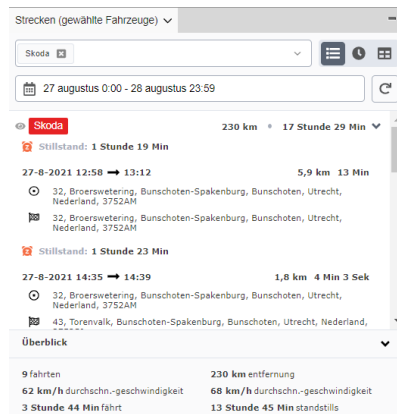 Strecken (gewählte Fahrzeuge)
Skoda
27 augustus 0:00 - 28 augustus 23:59
Skoda 230 km 17 Stunde 29 Min
Stillstand: 1 Stunde 19 Min
27-8-2021 12:58 → 13:12 5,9 km 13 Min
32, Broerswetering, Bunschoten-Spakenburg, Bunschoten, Utrecht,
Nederland, 3752AM
32, Broerswetering, Bunschoten-Spakenburg, Bunschoten, Utrecht,
Nederland, 3752AM
Stillstand: 1 Stunde 23 Min
27-8-2021 14:35 → 14:39 1,8 km 4 Min 3 Sek
32, Broerswetering, Bunschoten-Spakenburg, Bunschoten, Utrecht,
Nederland, 3752AM
43, Torenvalk, Bunschoten-Spakenburg, Bunschoten, Utrecht, Nederland,
Überblick
9 fahrten 230 km entfernung
62 km/h durchschn.-geschwindigkeit 68 km/h durchschn.-geschwindigkeit
3 Stunde 44 Min fährt 13 Stunde 45 Min standstills